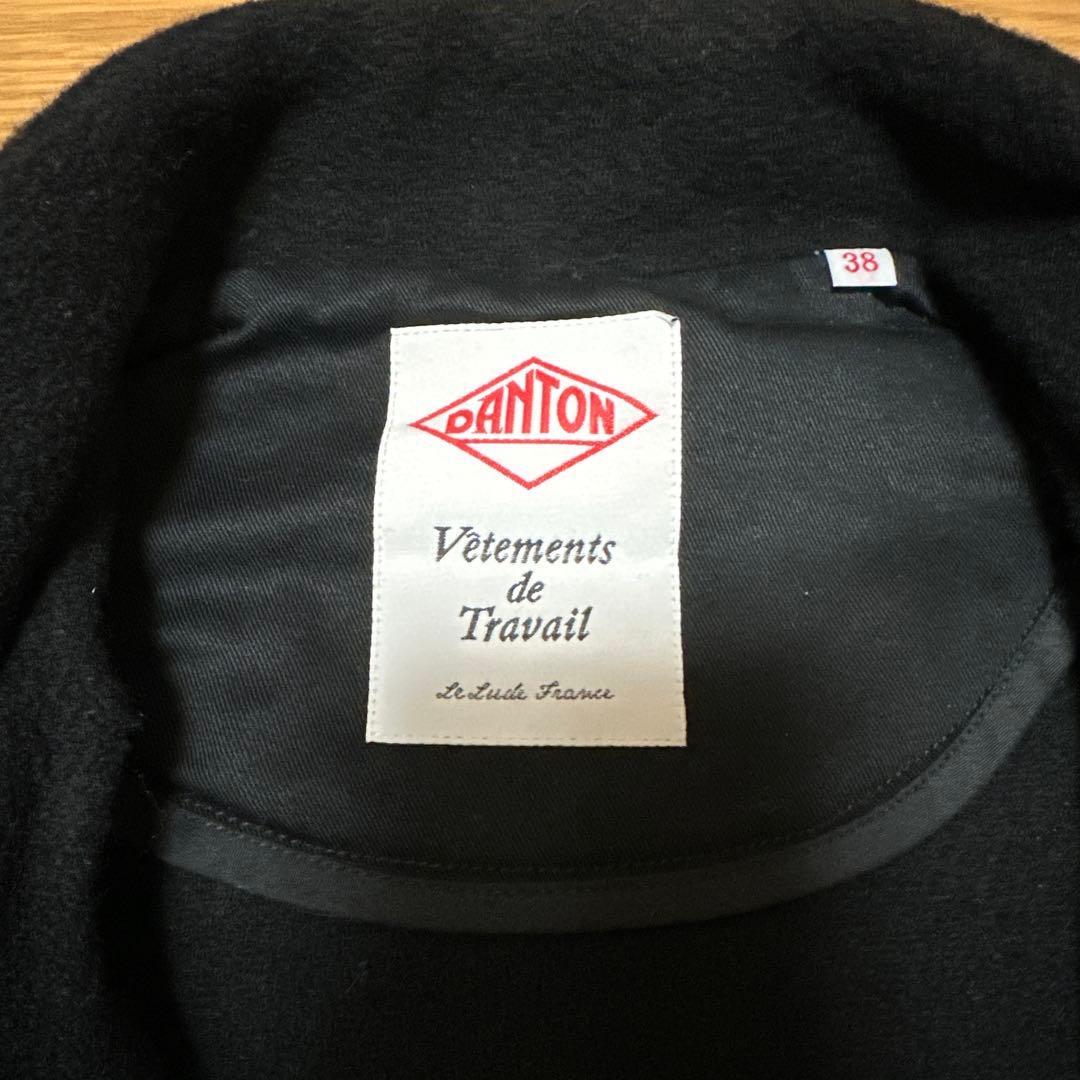 38
DANTON
Vêtements
de
Travail
Le Lude France